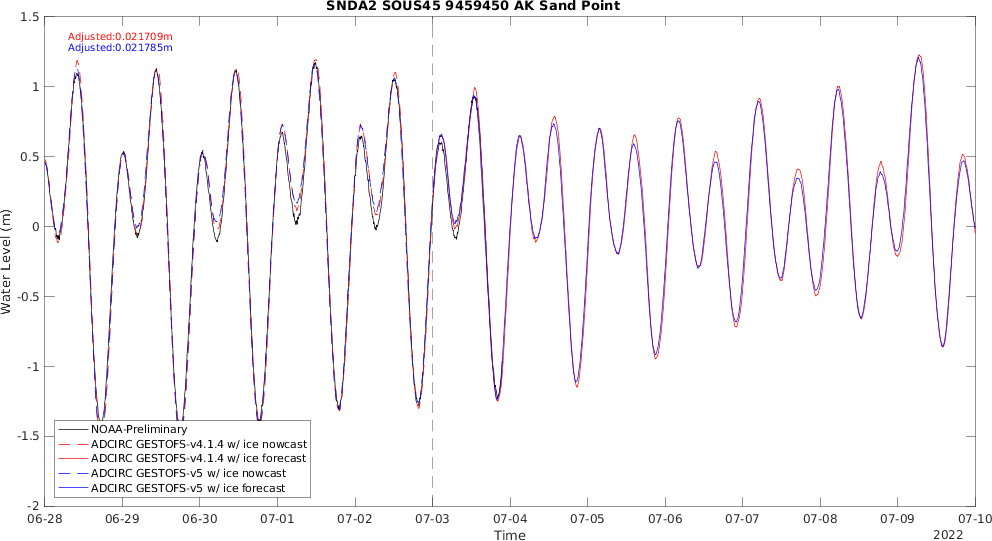 SNDA2 SOUS45 9459450 AK Sand Point
Adjusted:0.021709m
Adjusted:0.021785m
1.5
1
0.5
0
-0.5
-1
-1.5
-2
Water Level (m)
NOAA-Preliminary
ADCIRC GESTOFS-v4.1.4 w/ ice nowcast
ADCIRC GESTOFS-v4.1.4 w/ ice forecast
ADCIRC GESTOFS-v5 w/ ice nowcast
ADCIRC GESTOFS-v5 w/ ice forecast
06-28 06-29 06-30 07-01 07-02 07-03 07-04 07-05 07-06 07-07 07-08 07-09 07-10
Time
2022